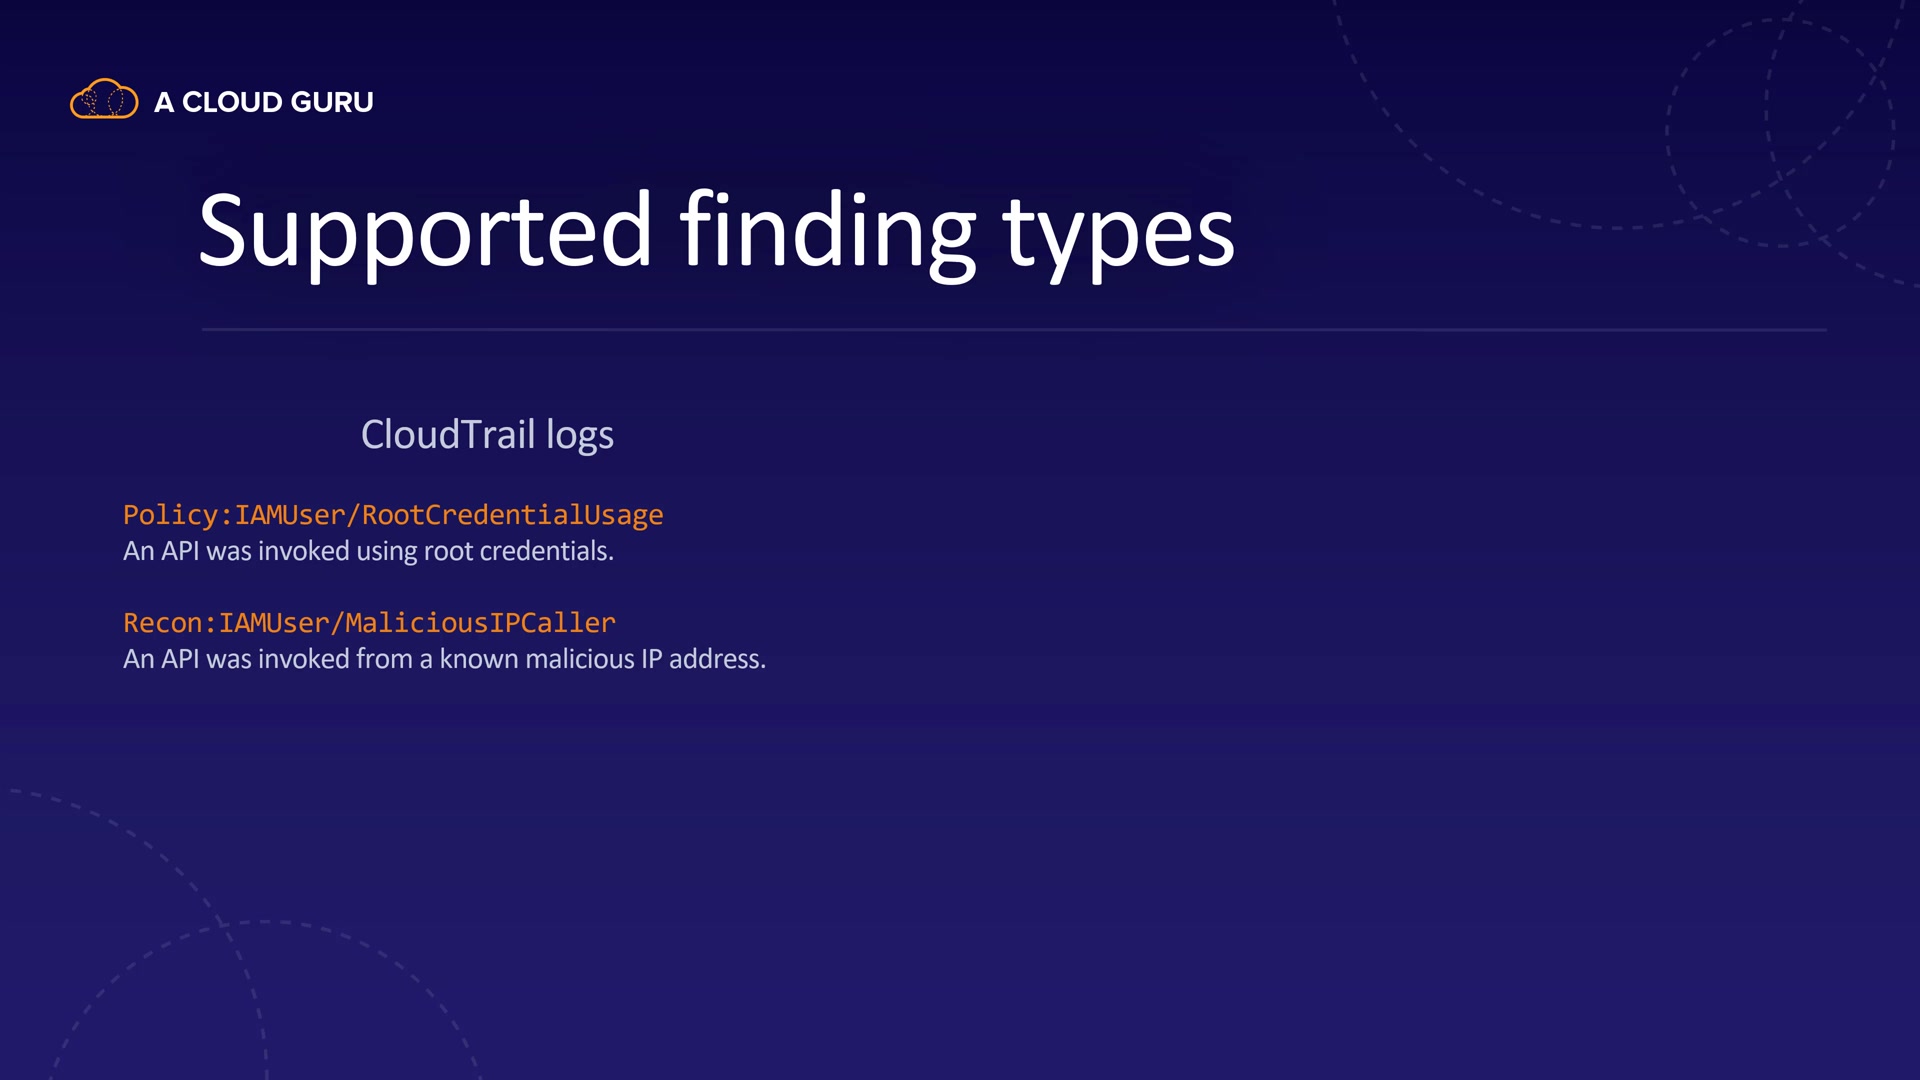 A CLOUD GURU
Supported finding types
CloudTrail logs
Policy:IAMUser/RootCredentialUsage
An API was invoked using root credentials.
Recon:IAMUser/MaliciousIPCaller
An API was invoked from a known malicious IP address.